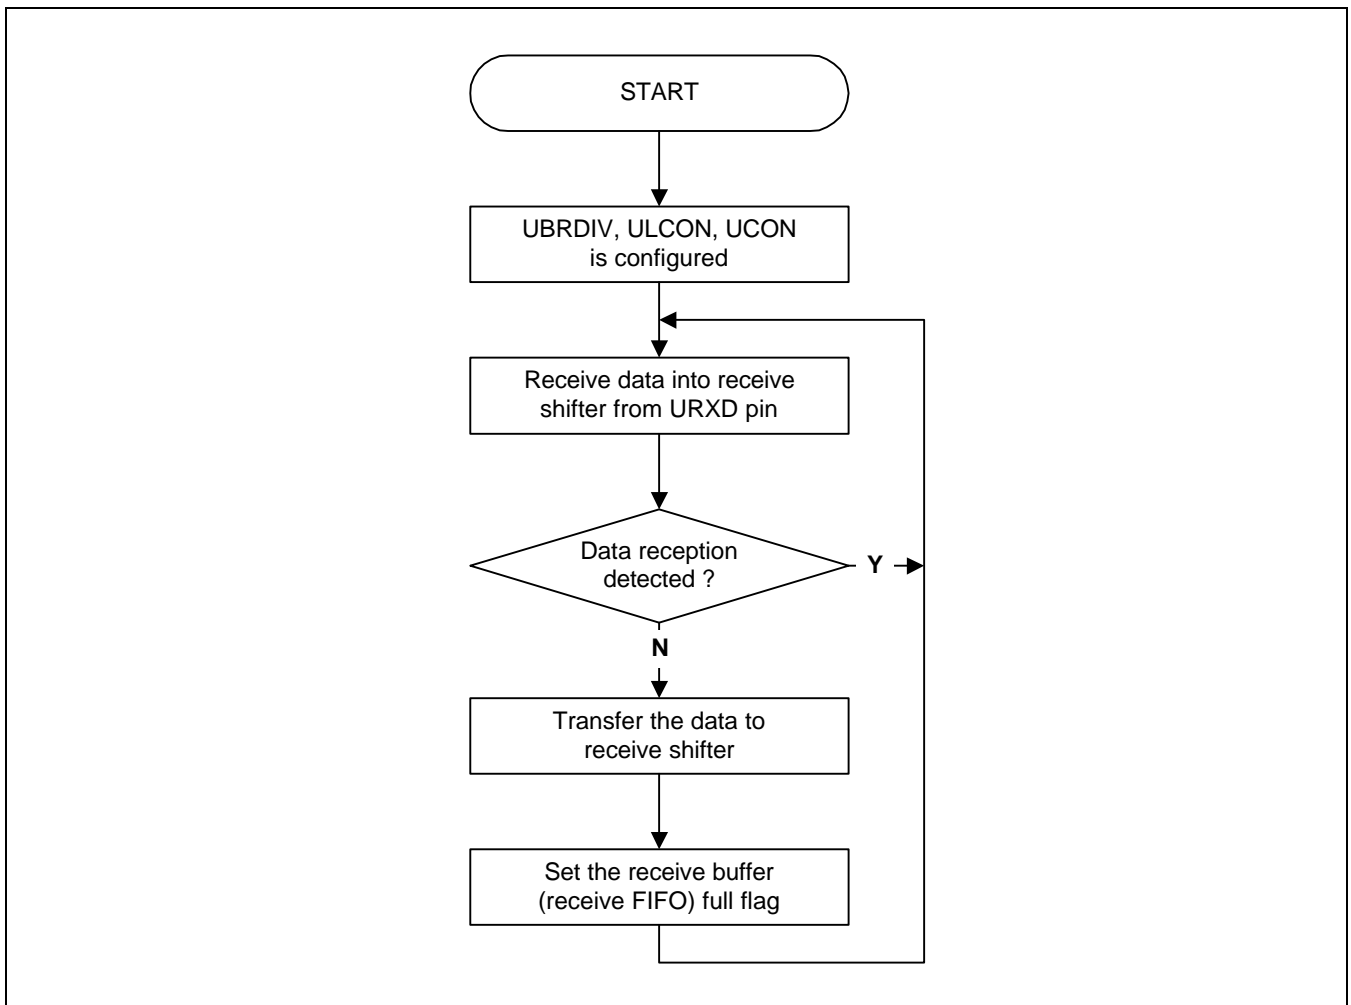 START
UBRDIV, ULCON, UCON
is configured
Receive data into receive
shifter from URXD pin
Data reception
detected ?
Y
N
Transfer the data to
receive shifter
Set the receive buffer
(receive FIFO) full flag